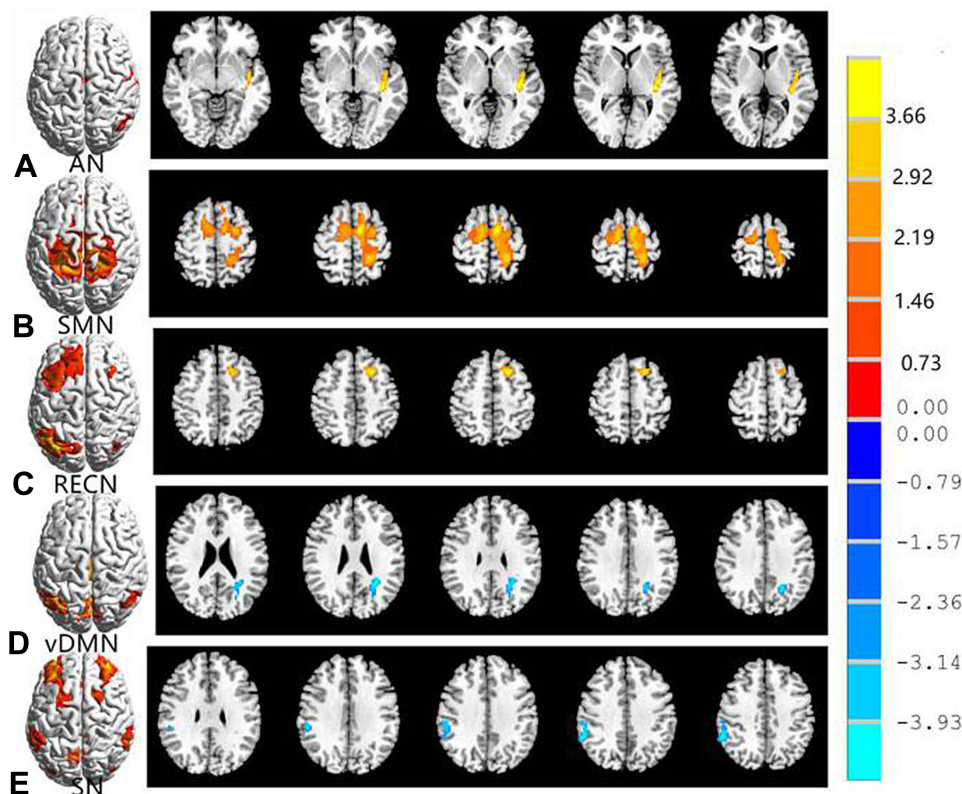 A AN
B SMN
C RECN
D vDMN
E SN
3.66
2.92
2.19
1.46
0.73
0.00
0.00
-0.79
-1.57
-2.36
-3.14
-3.93